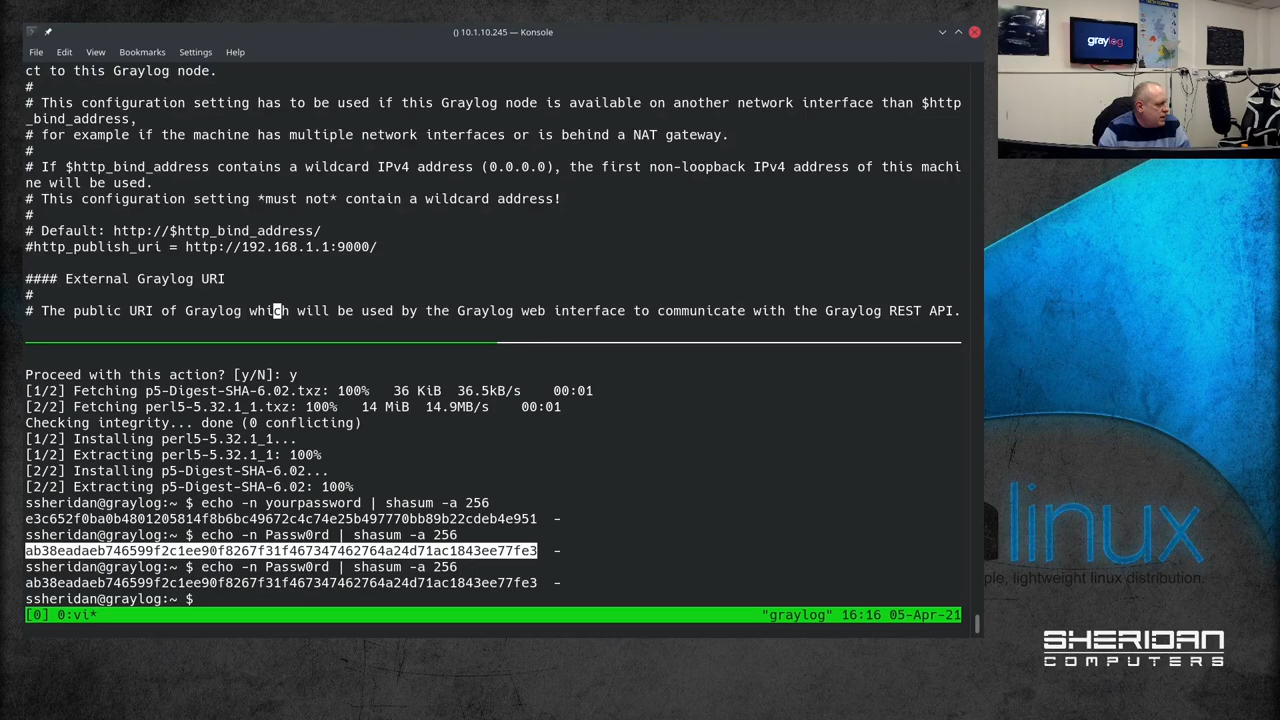 () 10.1.10.245 — Konsole
File Edit View Bookmarks Settings Help
ct to this Graylog node.
#
# This configuration setting has to be used if this Graylog node is available on another network interface than $http
_bind_address,
# for example if the machine has multiple network interfaces or is behind a NAT gateway.
#
# If $http_bind_address contains a wildcard IPv4 address (0.0.0.0), the first non-loopback IPv4 address of this machi
ne will be used.
# This configuration setting *must not* contain a wildcard address!
#
# Default: http://$http_bind_address/
#http_publish_uri = http://192.168.1.1:9000/
#### External Graylog URI
#
# The public URI of Graylog which will be used by the Graylog web interface to communicate with the Graylog REST API.
Proceed with this action? [y/N]: y
[1/2] Fetching p5-Digest-SHA-6.02.txz: 100%   36 KiB  36.5kB/s    00:01
[2/2] Fetching perl5-5.32.1_1.txz: 100%   14 MiB  14.9MB/s    00:01
Checking integrity... done (0 conflicting)
[1/2] Installing perl5-5.32.1_1...
[1/2] Extracting perl5-5.32.1_1: 100%
[2/2] Installing p5-Digest-SHA-6.02...
[2/2] Extracting p5-Digest-SHA-6.02: 100%
ssheridan@graylog:~ $ echo -n yourpassword | shasum -a 256
e3c652f0ba0b4801205814f8b6bc49672c4c74e25b497770bb89b22cdeb4e951  -
ssheridan@graylog:~ $ echo -n Passw0rd | shasum -a 256
ab38eadaeb746599f2c1ee90f8267f31f467347462764a24d71ac1843ee77fe3  -
ssheridan@graylog:~ $ echo -n Passw0rd | shasum -a 256
ab38eadaeb746599f2c1ee90f8267f31f467347462764a24d71ac1843ee77fe3  -
ssheridan@graylog:~ $
[0] 0:vi* "graylog" 16:16 05-Apr-21
graylog
linux
ple, lightweight linux distribution.
SHERIDAN
COMPUTERS